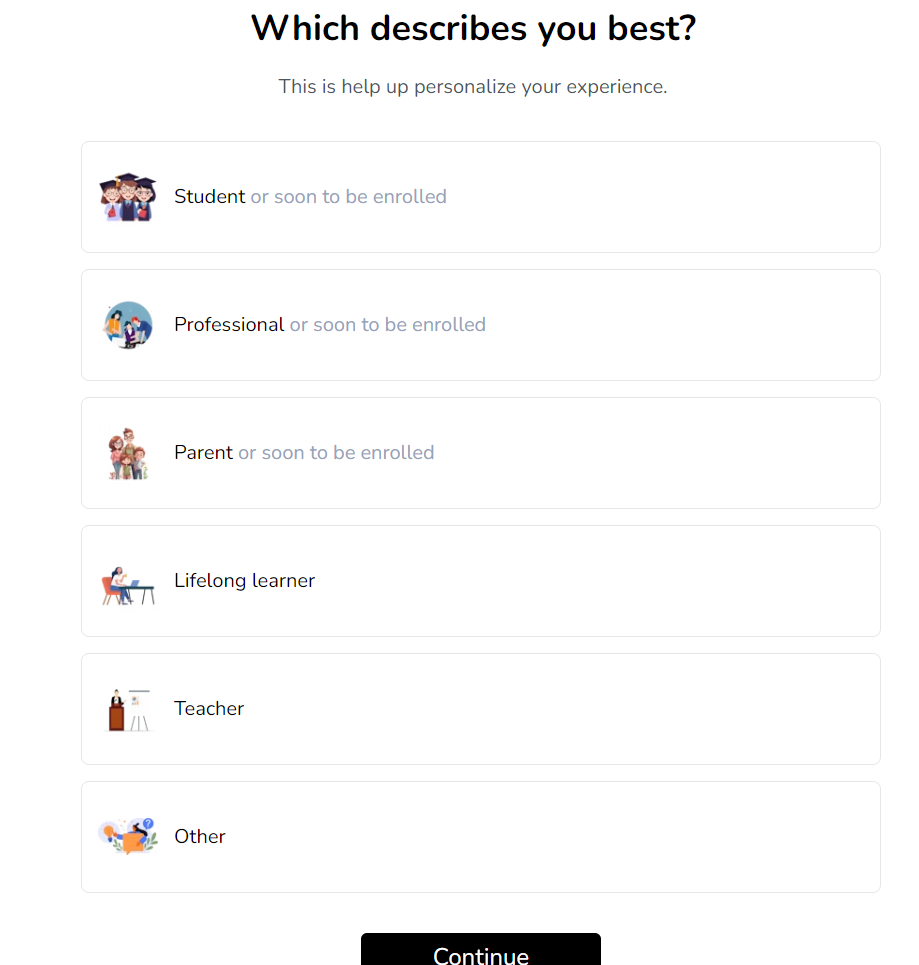 Which describes you best?
This is help up personalize your experience.
Student or soon to be enrolled
Professional or soon to be enrolled
Parent or soon to be enrolled
Lifelong learner
Teacher
?
Other
Continue